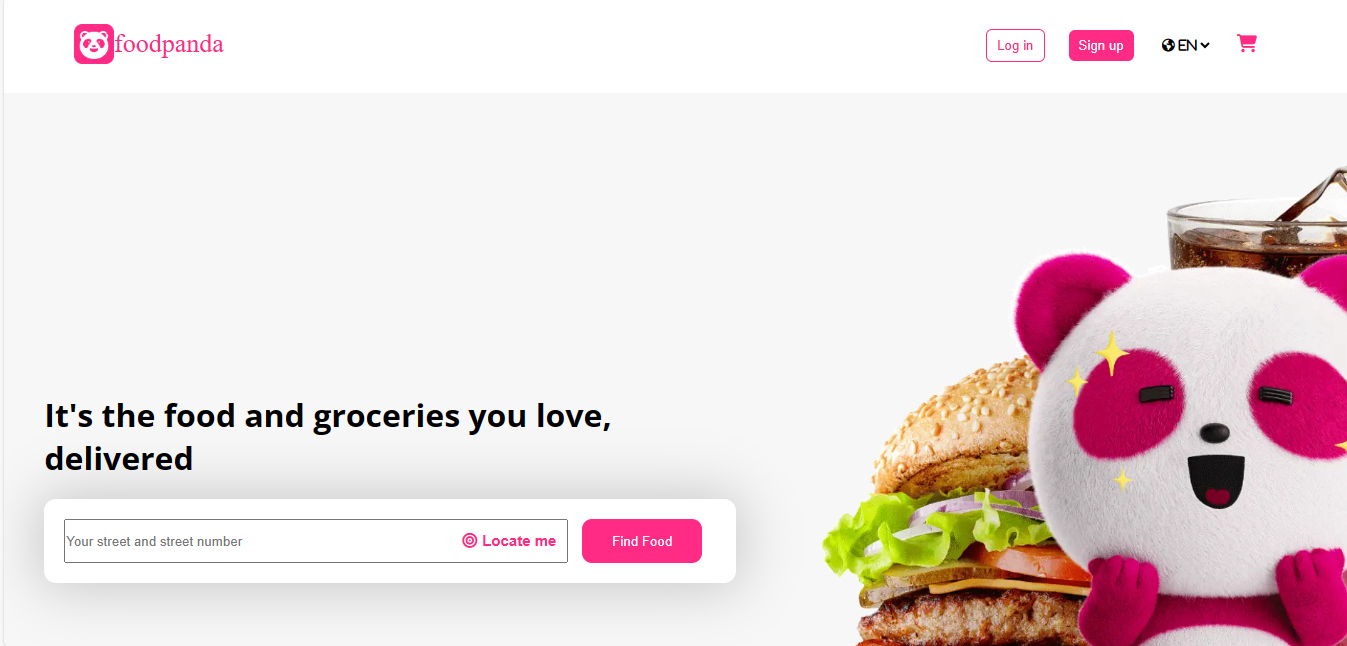 foodpanda
Log in
Sign up
EN
It's the food and groceries you love,
delivered
Your street and street number
Locate me
Find Food